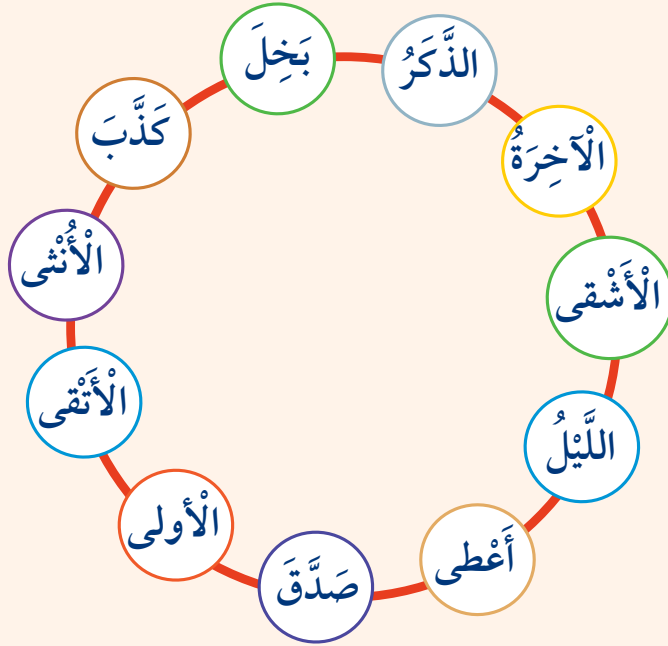 بَخِلَ
الذَّكَرُ
الْآخِرَةُ
الْأَشْقى
اللَّيْلُ
أَعْطى
صَدَّقَ
الْأولى
الْأَتْقى
الْأُنْثى
كَذَّبَ